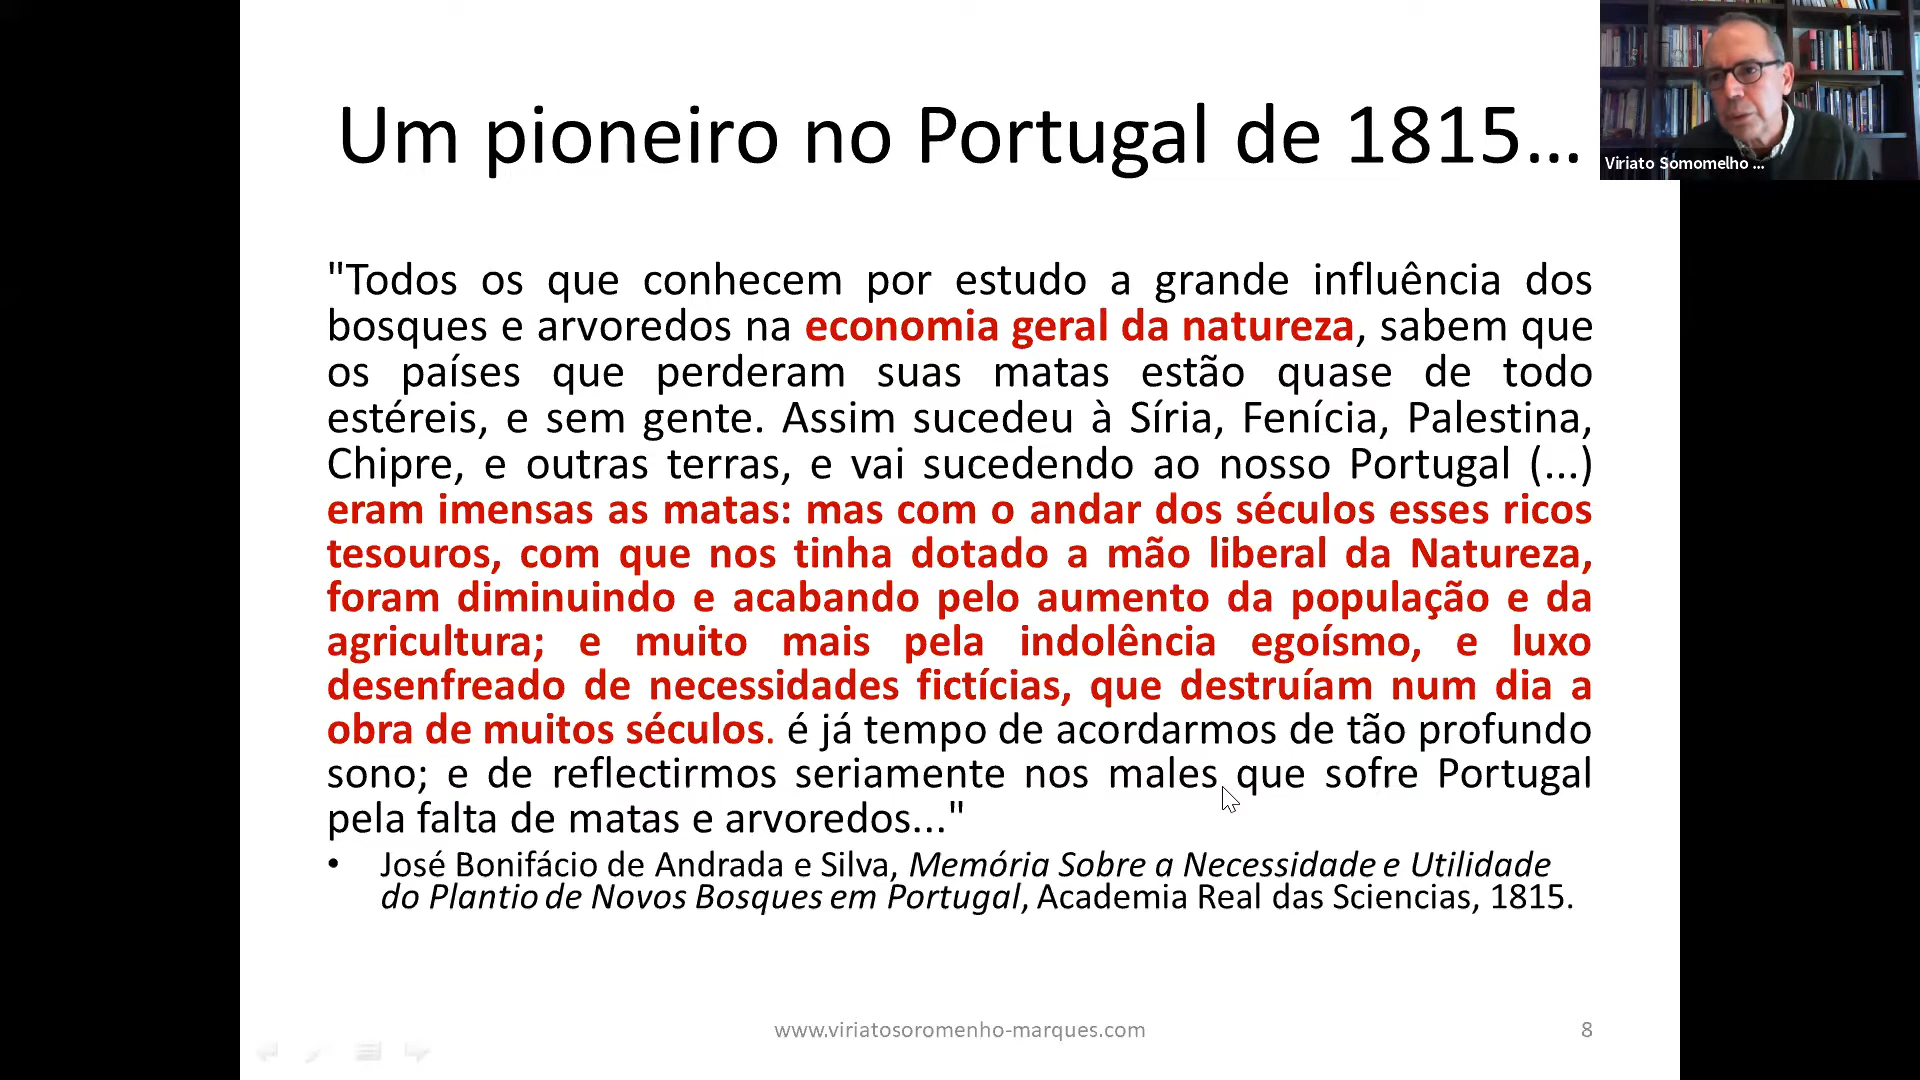 Um pioneiro no Portugal de 1815...
Viriato Somomelho ...
"Todos os que conhecem por estudo a grande influência dos
bosques e arvoredos na economia geral da natureza, sabem que
os países que perderam suas matas estão quase de todo
estéreis, e sem gente. Assim sucedeu à Síria, Fenícia, Palestina,
Chipre, e outras terras, e vai sucedendo ao nosso Portugal (...)
eram imensas as matas: mas com o andar dos séculos esses ricos
tesouros, com que nos tinha dotado a mão liberal da Natureza,
foram diminuindo e acabando pelo aumento da população e da
agricultura; e muito mais pela indolência egoísmo, e luxo
desenfreado de necessidades fictícias, que destruíam num dia a
obra de muitos séculos. é já tempo de acordarmos de tão profundo
sono; e de reflectirmos seriamente nos males que sofre Portugal
pela falta de matas e arvoredos..."
• José Bonifácio de Andrada e Silva, Memória Sobre a Necessidade e Utilidade
do Plantio de Novos Bosques em Portugal, Academia Real das Sciencias, 1815.
www.viriatosoromenho-marques.com
8